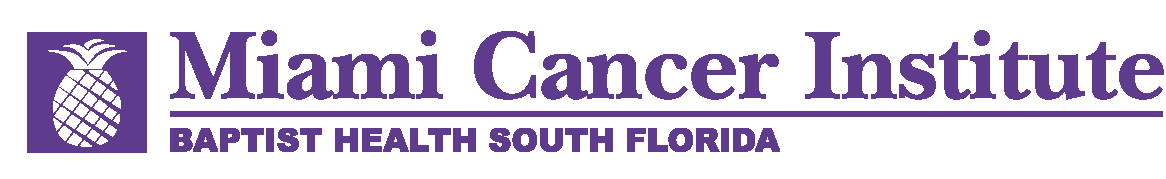 Miami Cancer Institute
BAPTIST HEALTH SOUTH FLORIDA